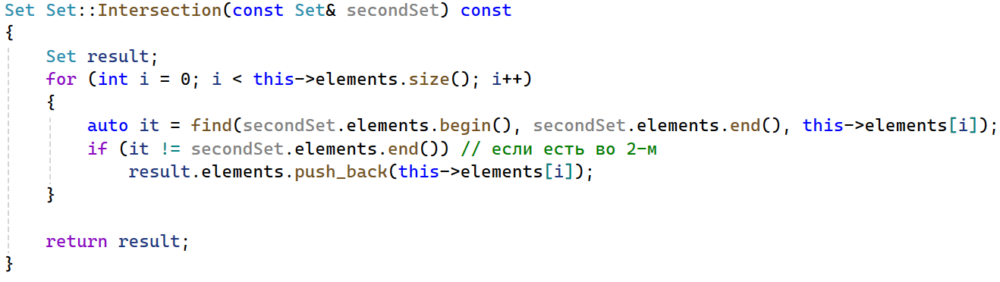 Set Set::Intersection(const Set& secondSet) const
{
    Set result;
    for (int i = 0; i < this->elements.size(); i++)
    {
        auto it = find(secondSet.elements.begin(), secondSet.elements.end(), this->elements[i]);
        if (it != secondSet.elements.end()) // если есть во 2-м
            result.elements.push_back(this->elements[i]);
    }

    return result;
}